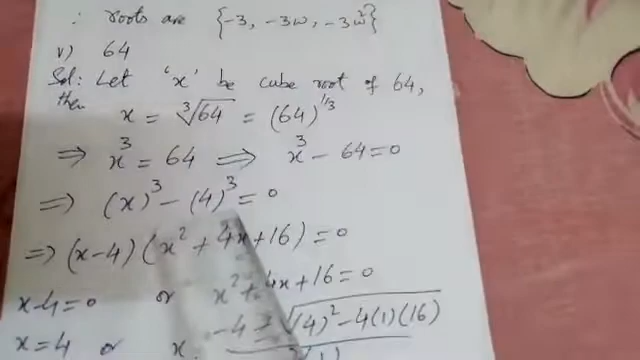 ∴ roots are {-3, -3ω, -3ω²}
v) 64
Sol: Let 'x' be cube root of 64,
then x = ∛64 = (64)^1/3
⇒ x³ = 64 ⇒ x³ - 64 = 0
⇒ (x)³ - (4)³ = 0
⇒ (x-4)(x² + 4x + 16) = 0
x-4=0 or x² + 4x + 16 = 0
x=4 or x -4 ± √(4)² - 4(1)(16)
2(1)